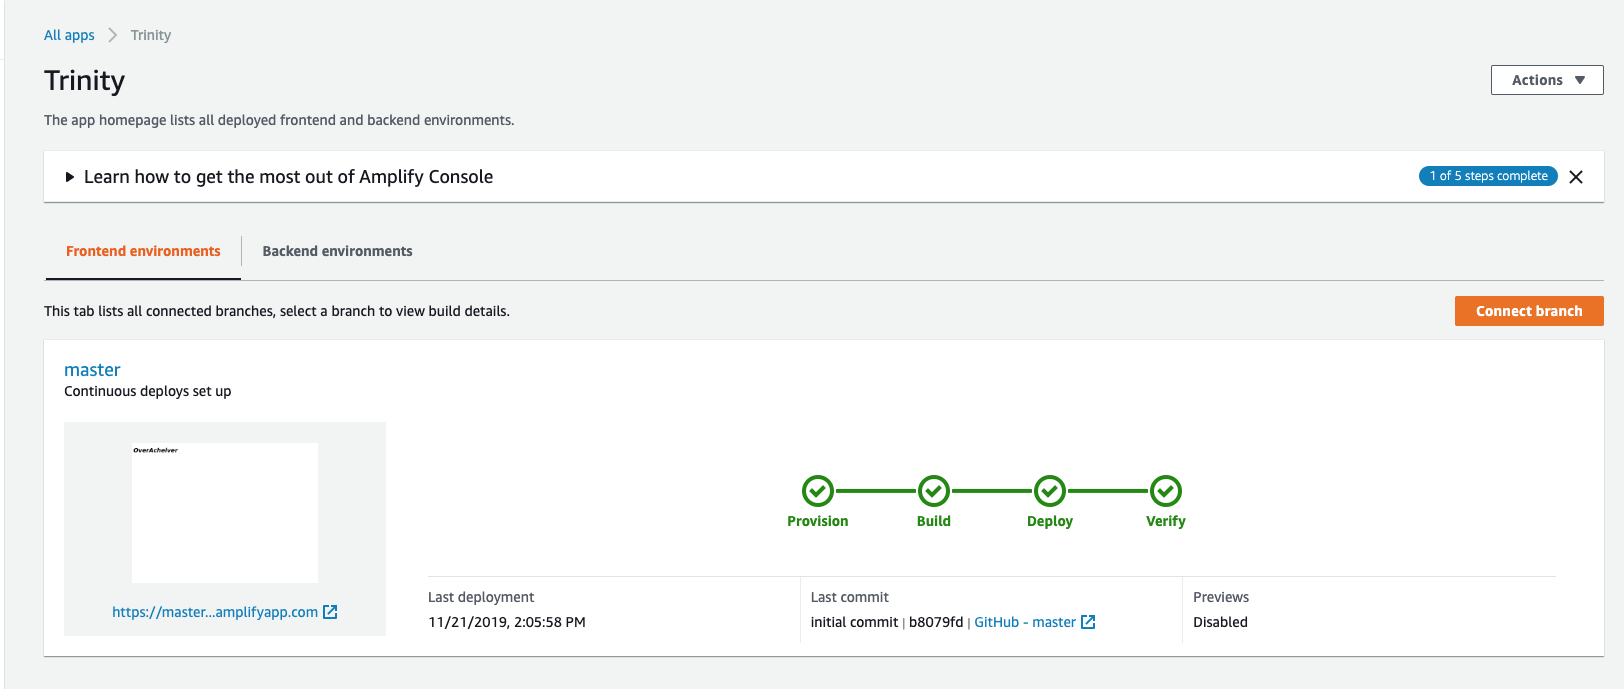 All apps > Trinity
Trinity
Actions ▼
The app homepage lists all deployed frontend and backend environments.
Learn how to get the most out of Amplify Console
1 of 5 steps complete
Frontend environments
Backend environments
This tab lists all connected branches, select a branch to view build details.
Connect branch
master
Continuous deploys set up
OverAcheiver
https://master...amplifyapp.com
Provision
Build
Deploy
Verify
Last deployment
11/21/2019, 2:05:58 PM
Last commit
initial commit | b8079fd | GitHub - master
Previews
Disabled